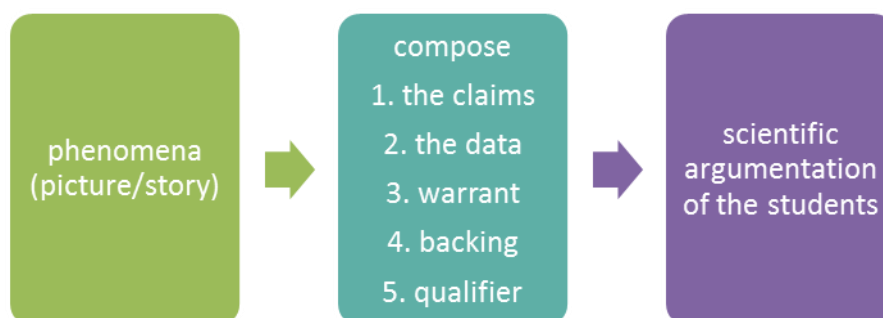 phenomena
(picture/story)
compose
1. the claims
2. the data
3. warrant
4. backing
5. qualifier
scientific
argumentation
of the students